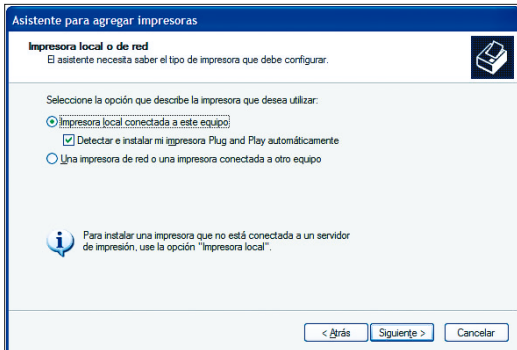 Asistente para agregar impresoras
Impresora local o de red
El asistente necesita saber el tipo de impresora que debe configurar.
Seleccione la opción que describe la impresora que desea utilizar:
Impresora local conectada a este equipo
Detectar e instalar mi impresora Plug and Play automáticamente
Una impresora de red o una impresora conectada a otro equipo
Para instalar una impresora que no está conectada a un servidor
de impresión, use la opción "Impresora local".
< Atrás Siguiente > Cancelar